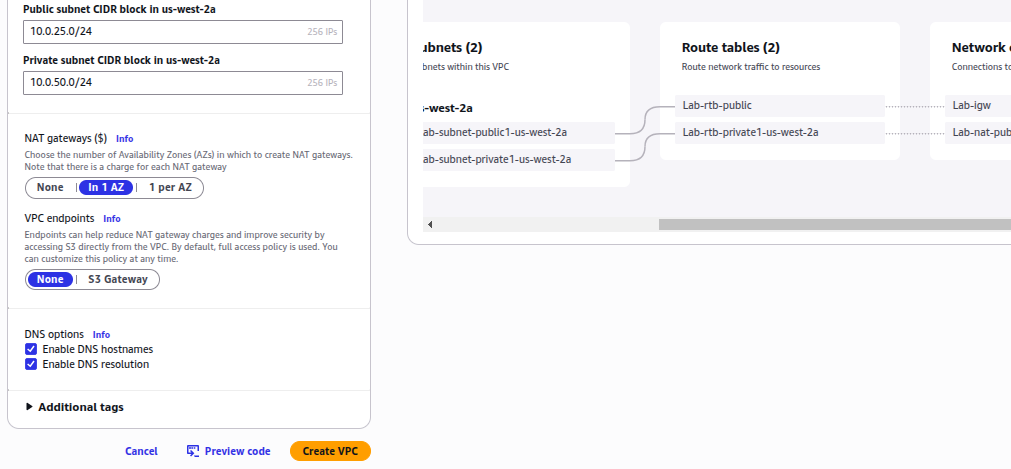 Public subnet CIDR block in us-west-2a
10.0.25.0/24 256 IPs
Private subnet CIDR block in us-west-2a
10.0.50.0/24 256 IPs
NAT gateways ($) Info
Choose the number of Availability Zones (AZs) in which to create NAT gateways.
Note that there is a charge for each NAT gateway
None In 1 AZ 1 per AZ
VPC endpoints Info
Endpoints can help reduce NAT gateway charges and improve security by
accessing S3 directly from the VPC. By default, full access policy is used. You
can customize this policy at any time.
None S3 Gateway
DNS options Info
Enable DNS hostnames
Enable DNS resolution
Additional tags
Cancel Preview code Create VPC
ubnets (2)
bnets within this VPC
s-west-2a
ab-subnet-public1-us-west-2a
ab-subnet-private1-us-west-2a
Route tables (2)
Route network traffic to resources
Lab-rtb-public
Lab-rtb-private1-us-west-2a
Network
Connections to
Lab-igw
Lab-nat-pub